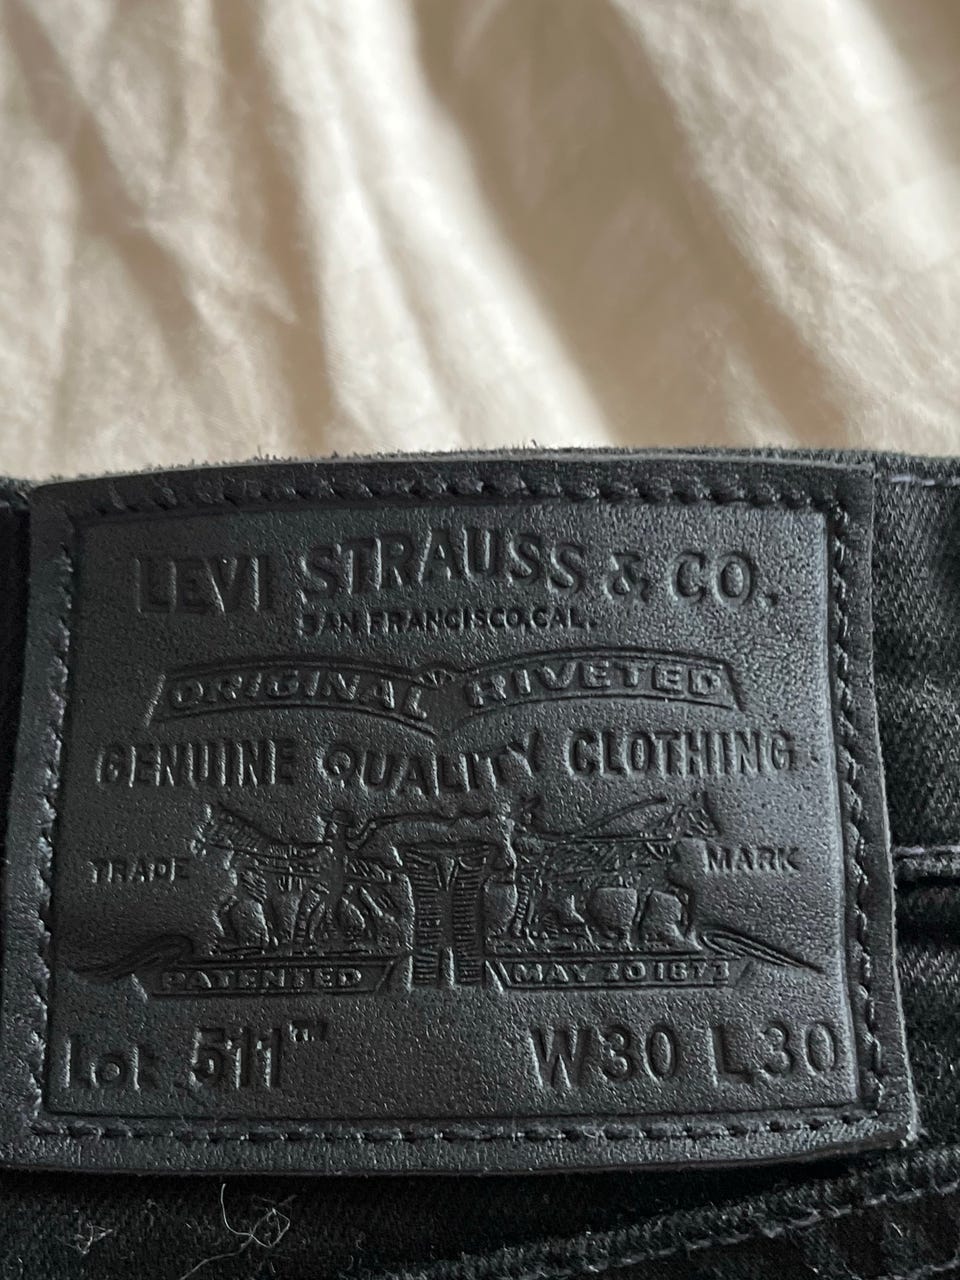 LEVI STRAUSS & CO.
SAN FRANCISCO, CAL.
ORIGINAL RIVETED
GENUINE QUALITY CLOTHING
TRADE MARK
PATENTED MAY 20 1873
Lot 511™ W30 L30